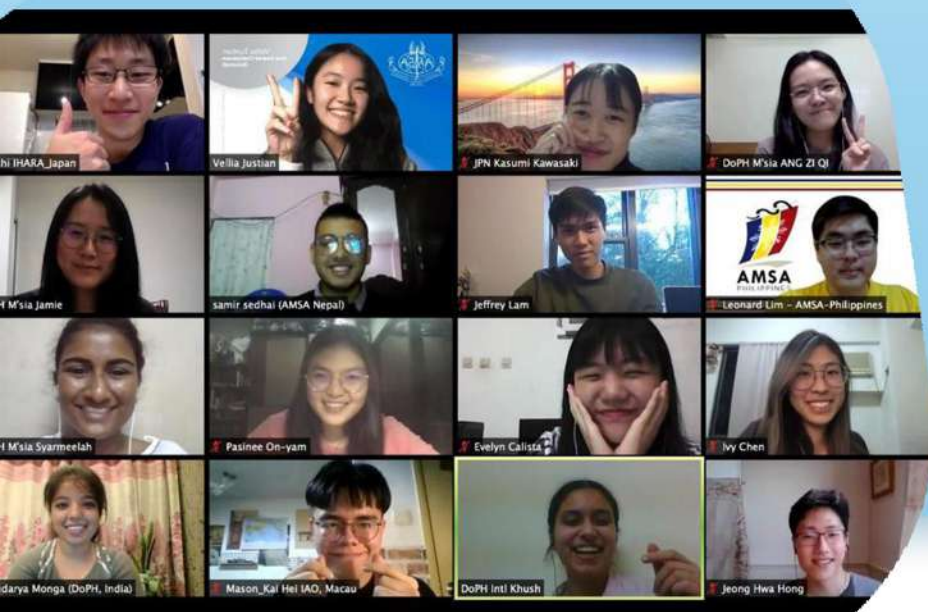 hi IHARA_Japan
Vellia Justian
JPN Kasumi Kawasaki
DoPH M'sia ANG ZI QI
M'sia Jamie
samir sedhai (AMSA Nepal)
Jeffrey Lam
AMSA
PHILIPPINES
Leonard Lim - AMSA-Philippines
M'sia Syarmeelah
Pasinee On-yam
Evelyn Calista
Ivy Chen
darya Monga (DoPH, India)
Mason_Kai Hei IAO, Macau
DoPH Intl Khush
Jeong Hwa Hong